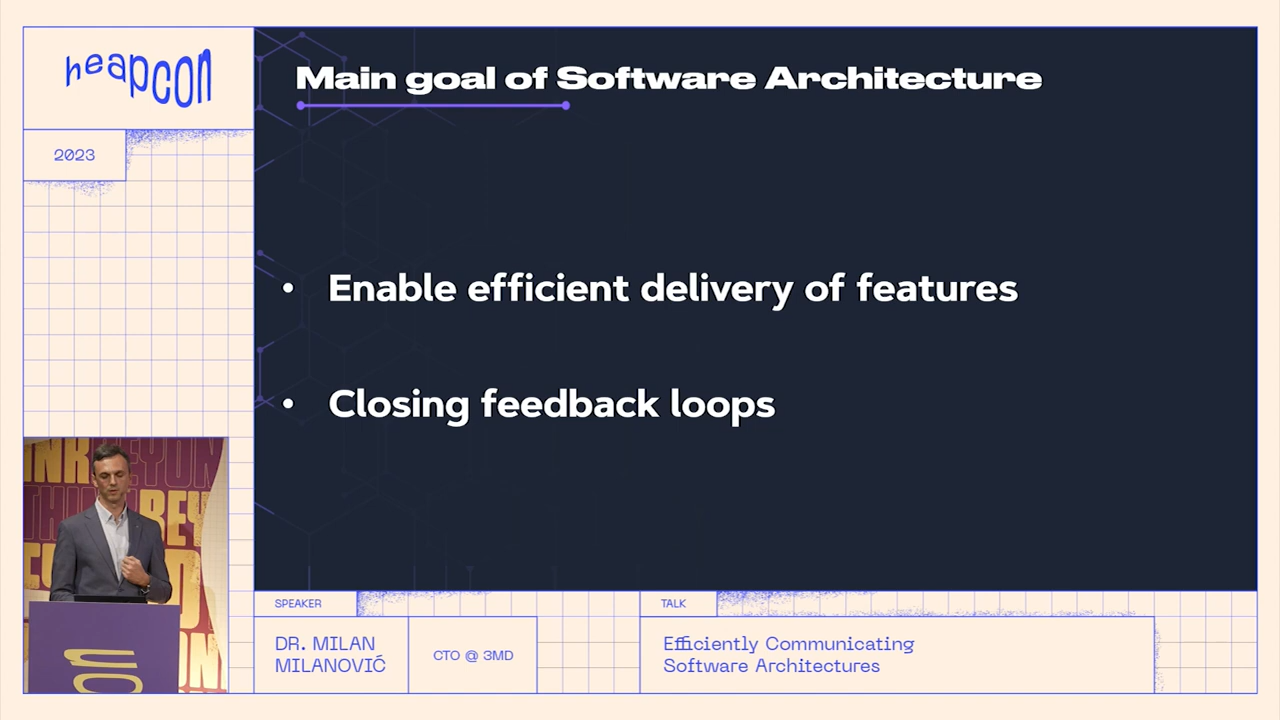 heapcon
2023
Main goal of Software Architecture
• Enable efficient delivery of features
• Closing feedback loops
SPEAKER
DR. MILAN
MILANOVIĆ
CTO @ 3MD
TALK
Efficiently Communicating
Software Architectures